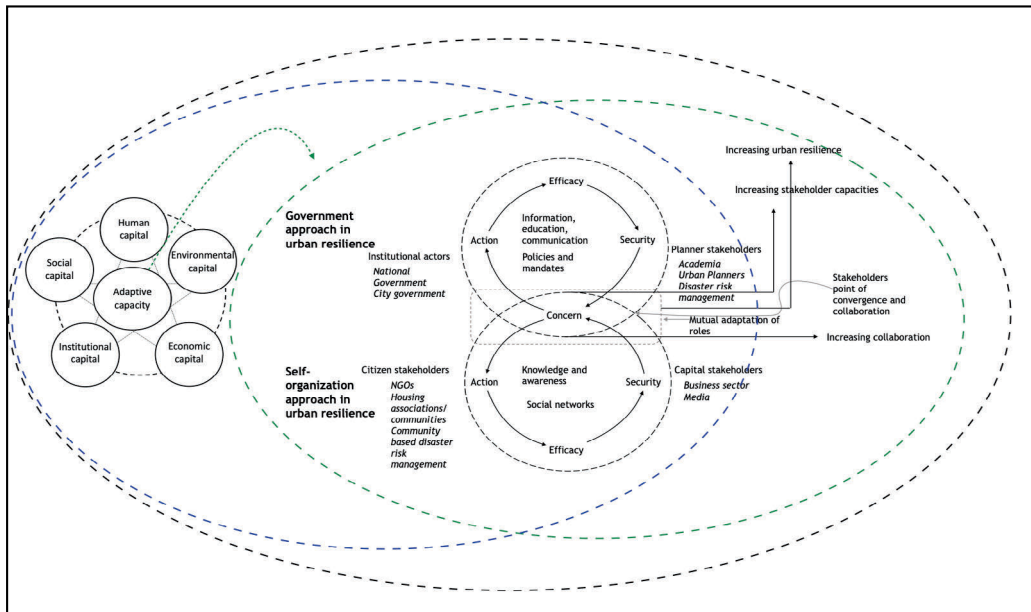 Human
capital
Social
capital
Environmental
capital
Adaptive
capacity
Institutional
capital
Economic
capital
Government
approach in
urban resilience
Institutional actors
National
Government
City government
Efficacy
Action
Information,
education,
communication
Policies and
mandates
Security
Planner stakeholders
Academia
Urban Planners
Disaster risk
management
Increasing urban resilience
Increasing stakeholder capacities
Stakeholders
point of
convergence and
collaboration
Concern
Mutual adaptation of
roles
Increasing collaboration
Self-
organization
approach in
urban resilience
Citizen stakeholders
NGOs
Housing
associations/
communities
Community
based disaster
risk
management
Action
Knowledge and
awareness
Social networks
Security
Efficacy
Capital stakeholders
Business sector
Media